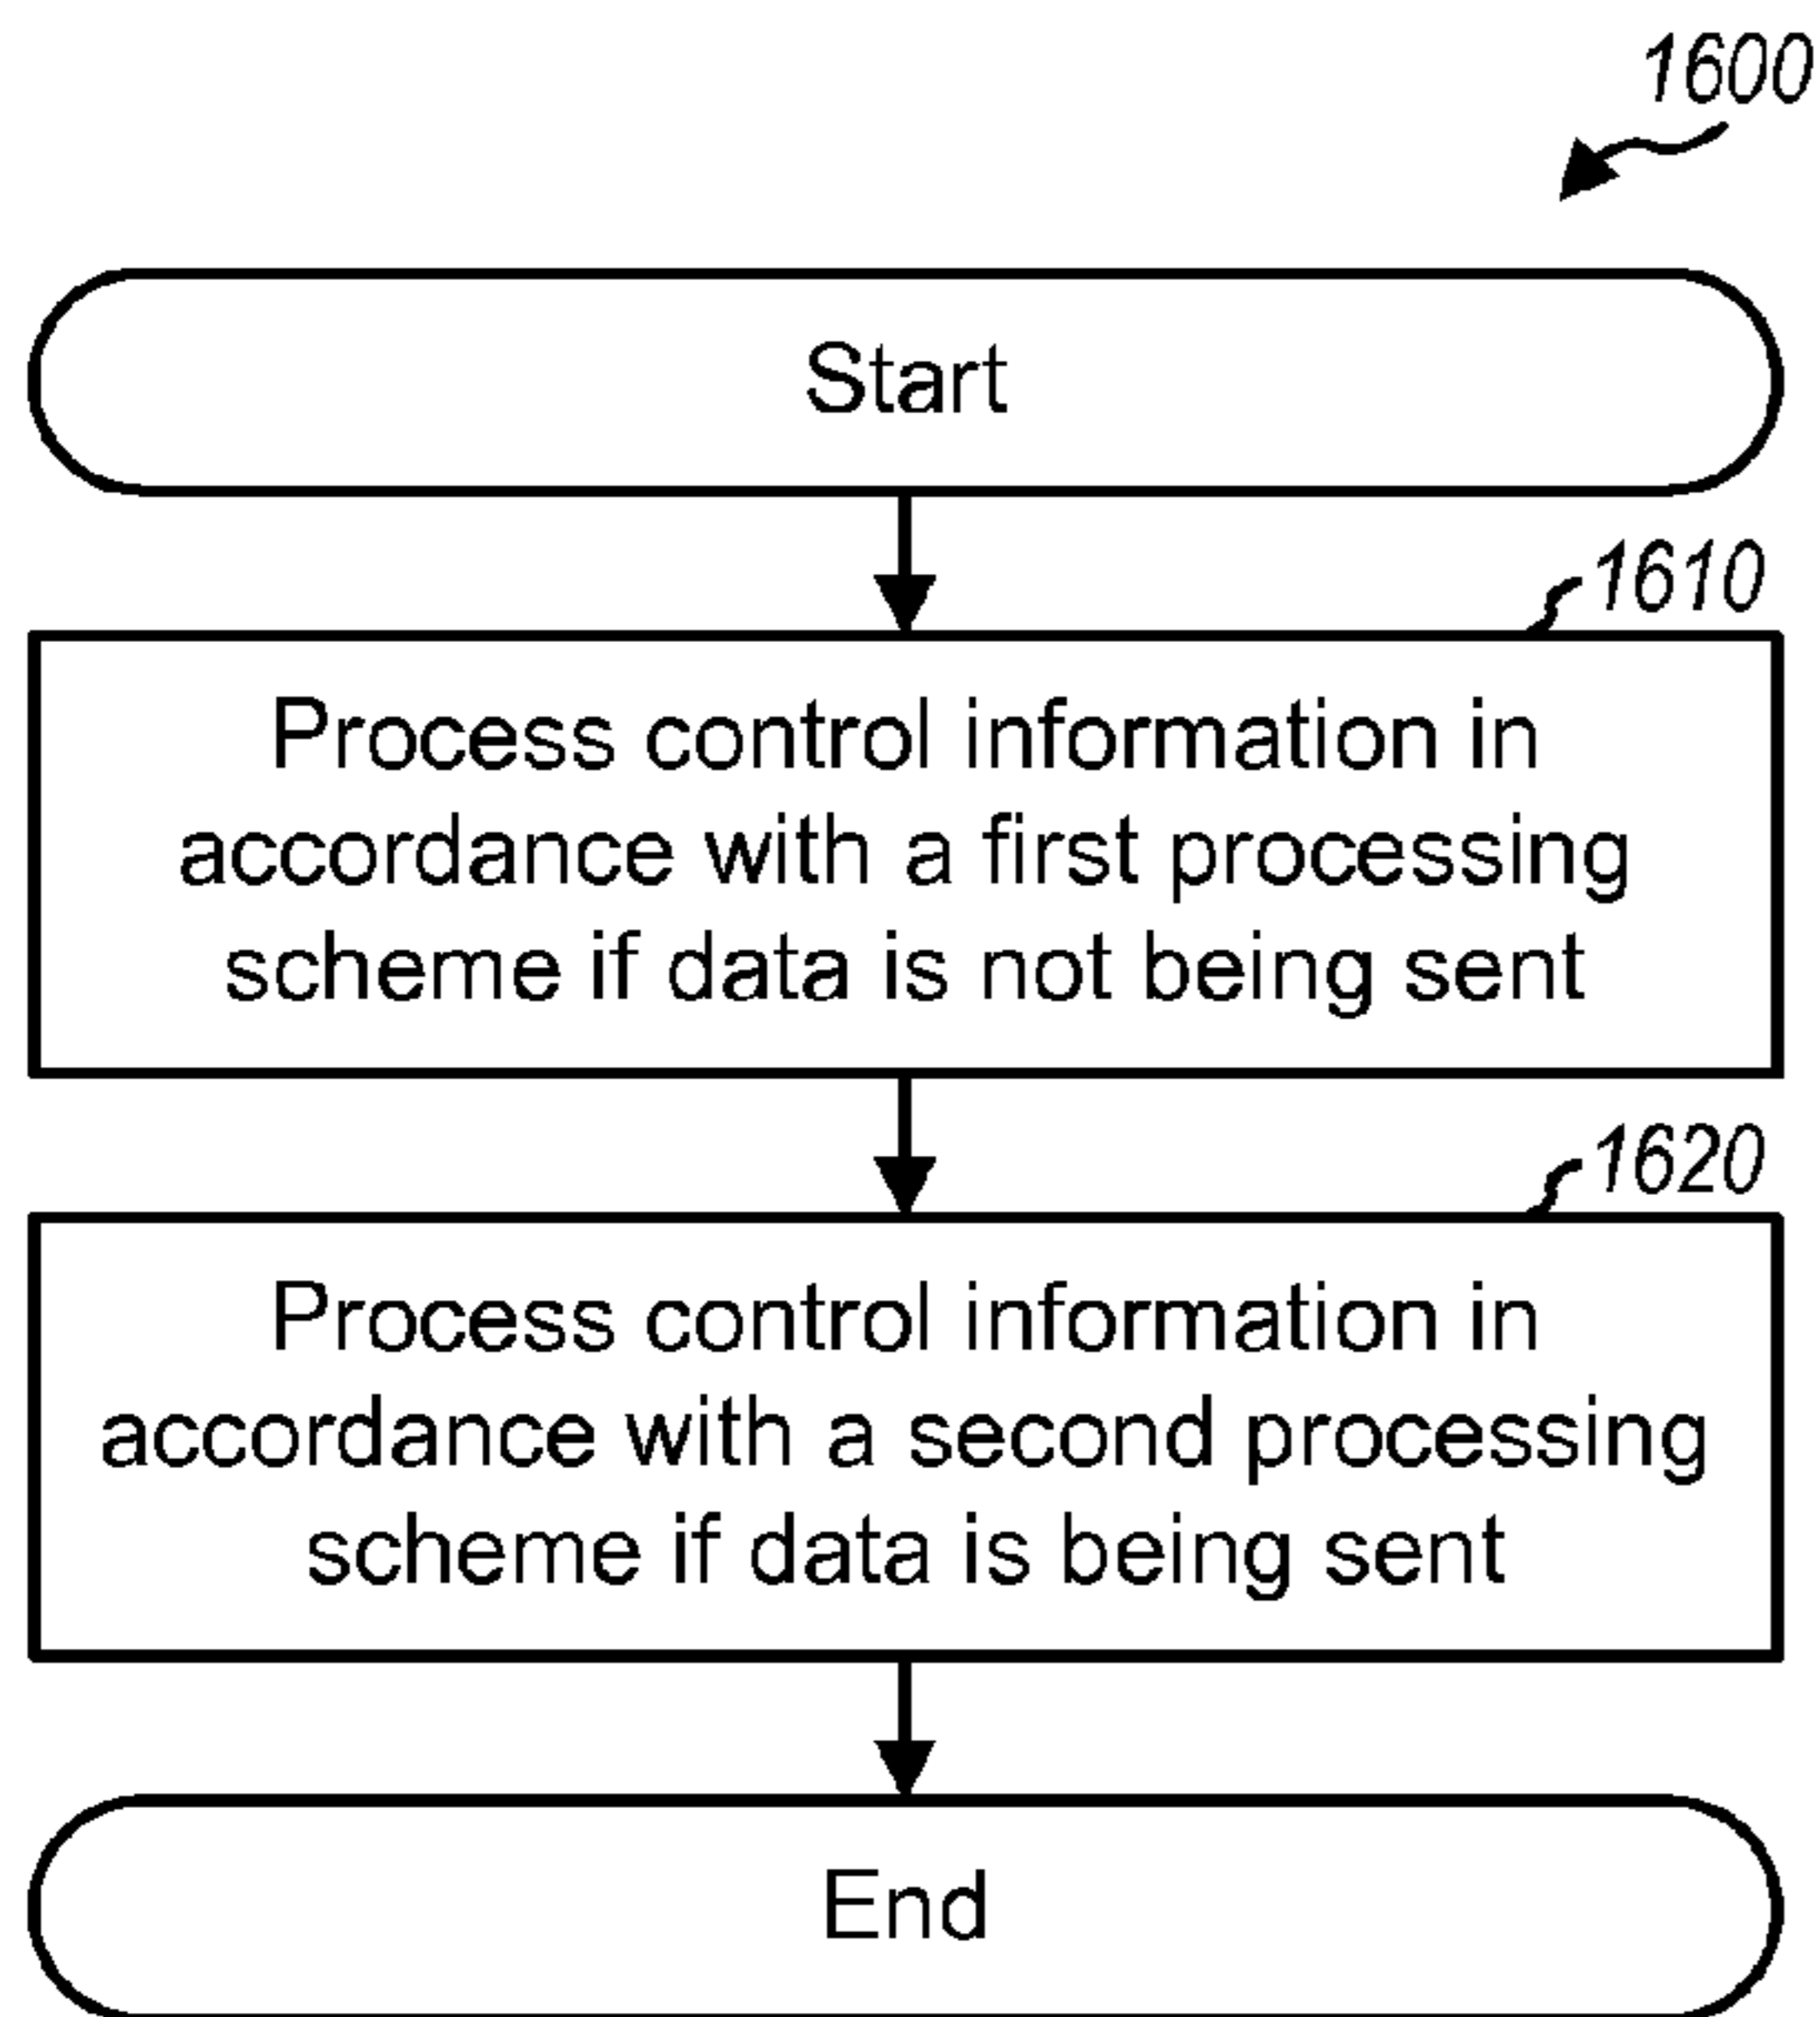 1600
Start
1610
Process control information in
accordance with a first processing
scheme if data is not being sent
1620
Process control information in
accordance with a second processing
scheme if data is being sent
End